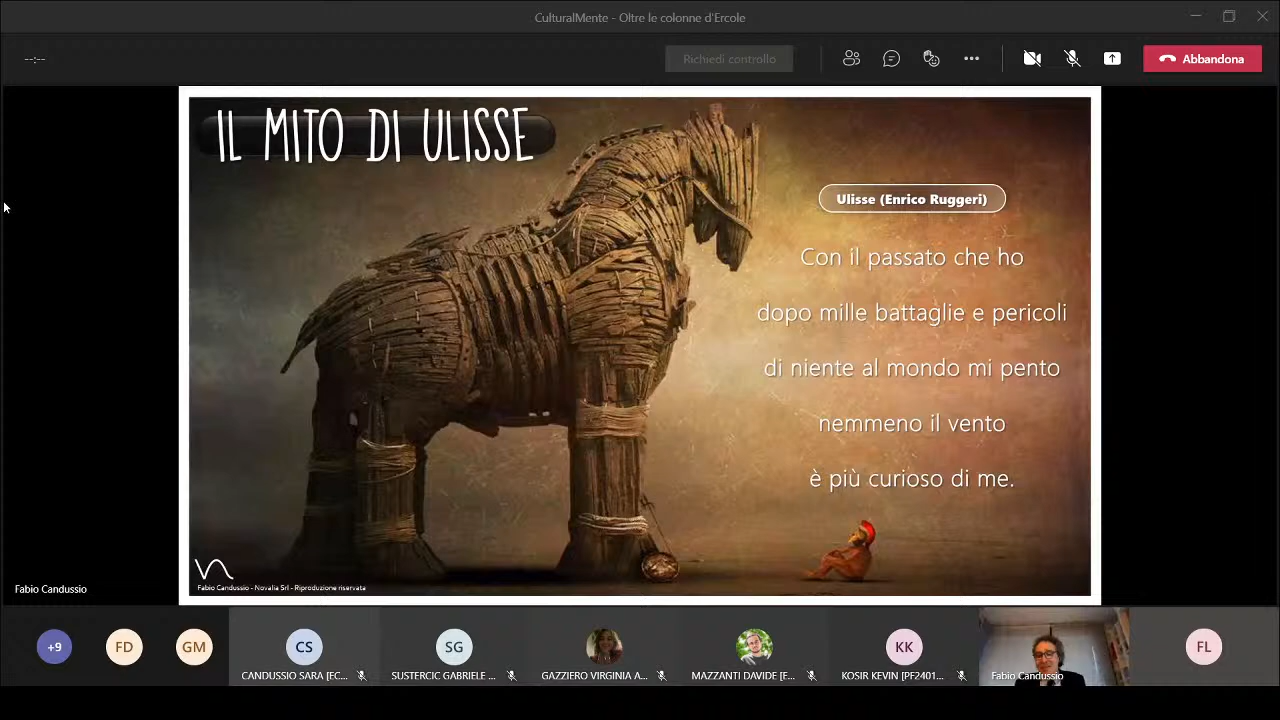 CulturalMente - Oltre le colonne d'Ercole
--:--
Richiedi controllo
Abbandona
IL MITO DI ULISSE
Ulisse (Enrico Ruggeri)
Con il passato che ho
dopo mille battaglie e pericoli
di niente al mondo mi pento
nemmeno il vento
è più curioso di me.
Fabio Candussio - Novalia Srl - Riproduzione riservata
Fabio Candussio
+9
FD
GM
CS
SG
KK
FL
CANDUSSIO SARA [EC...
SUSTERCIC GABRIELE ...
GAZZIERO VIRGINIA A...
MAZZANTI DAVIDE [E...
KOSIR KEVIN [PF2401...
Fabio Candussio